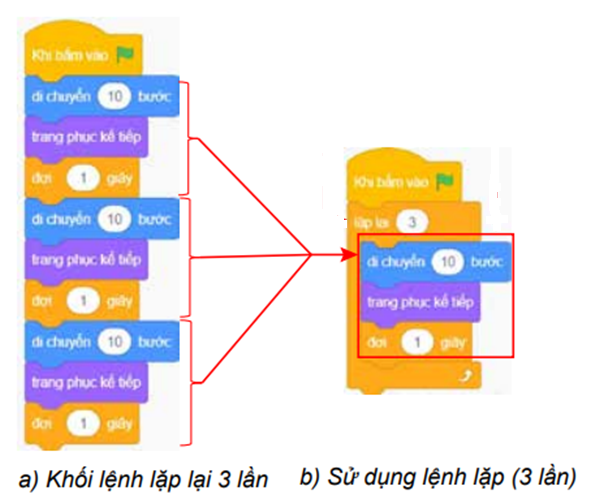 Khi bấm vào
di chuyển 10 bước
trang phục kế tiếp
đợi 1 giây
di chuyển 10 bước
trang phục kế tiếp
đợi 1 giây
di chuyển 10 bước
trang phục kế tiếp
đợi 1 giây
a) Khối lệnh lặp lại 3 lần
Khi bấm vào
lặp lại 3
di chuyển 10 bước
trang phục kế tiếp
đợi 1 giây
b) Sử dụng lệnh lặp (3 lần)